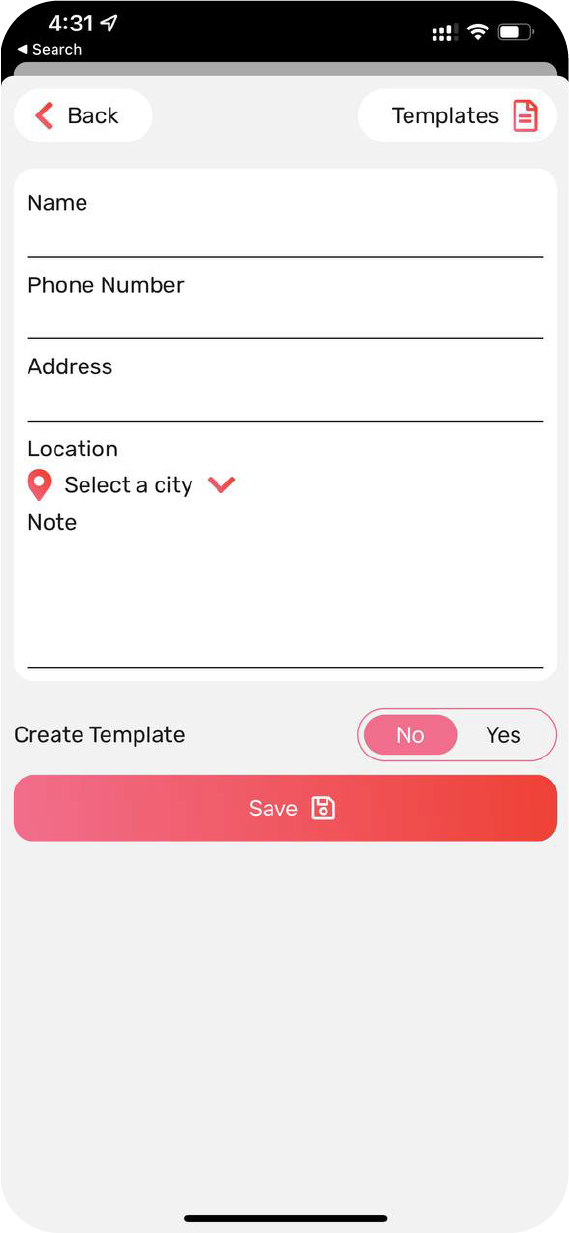 4:31
◀ Search
Back
Templates
Name
Phone Number
Address
Location
Select a city
Note
Create Template
No
Yes
Save